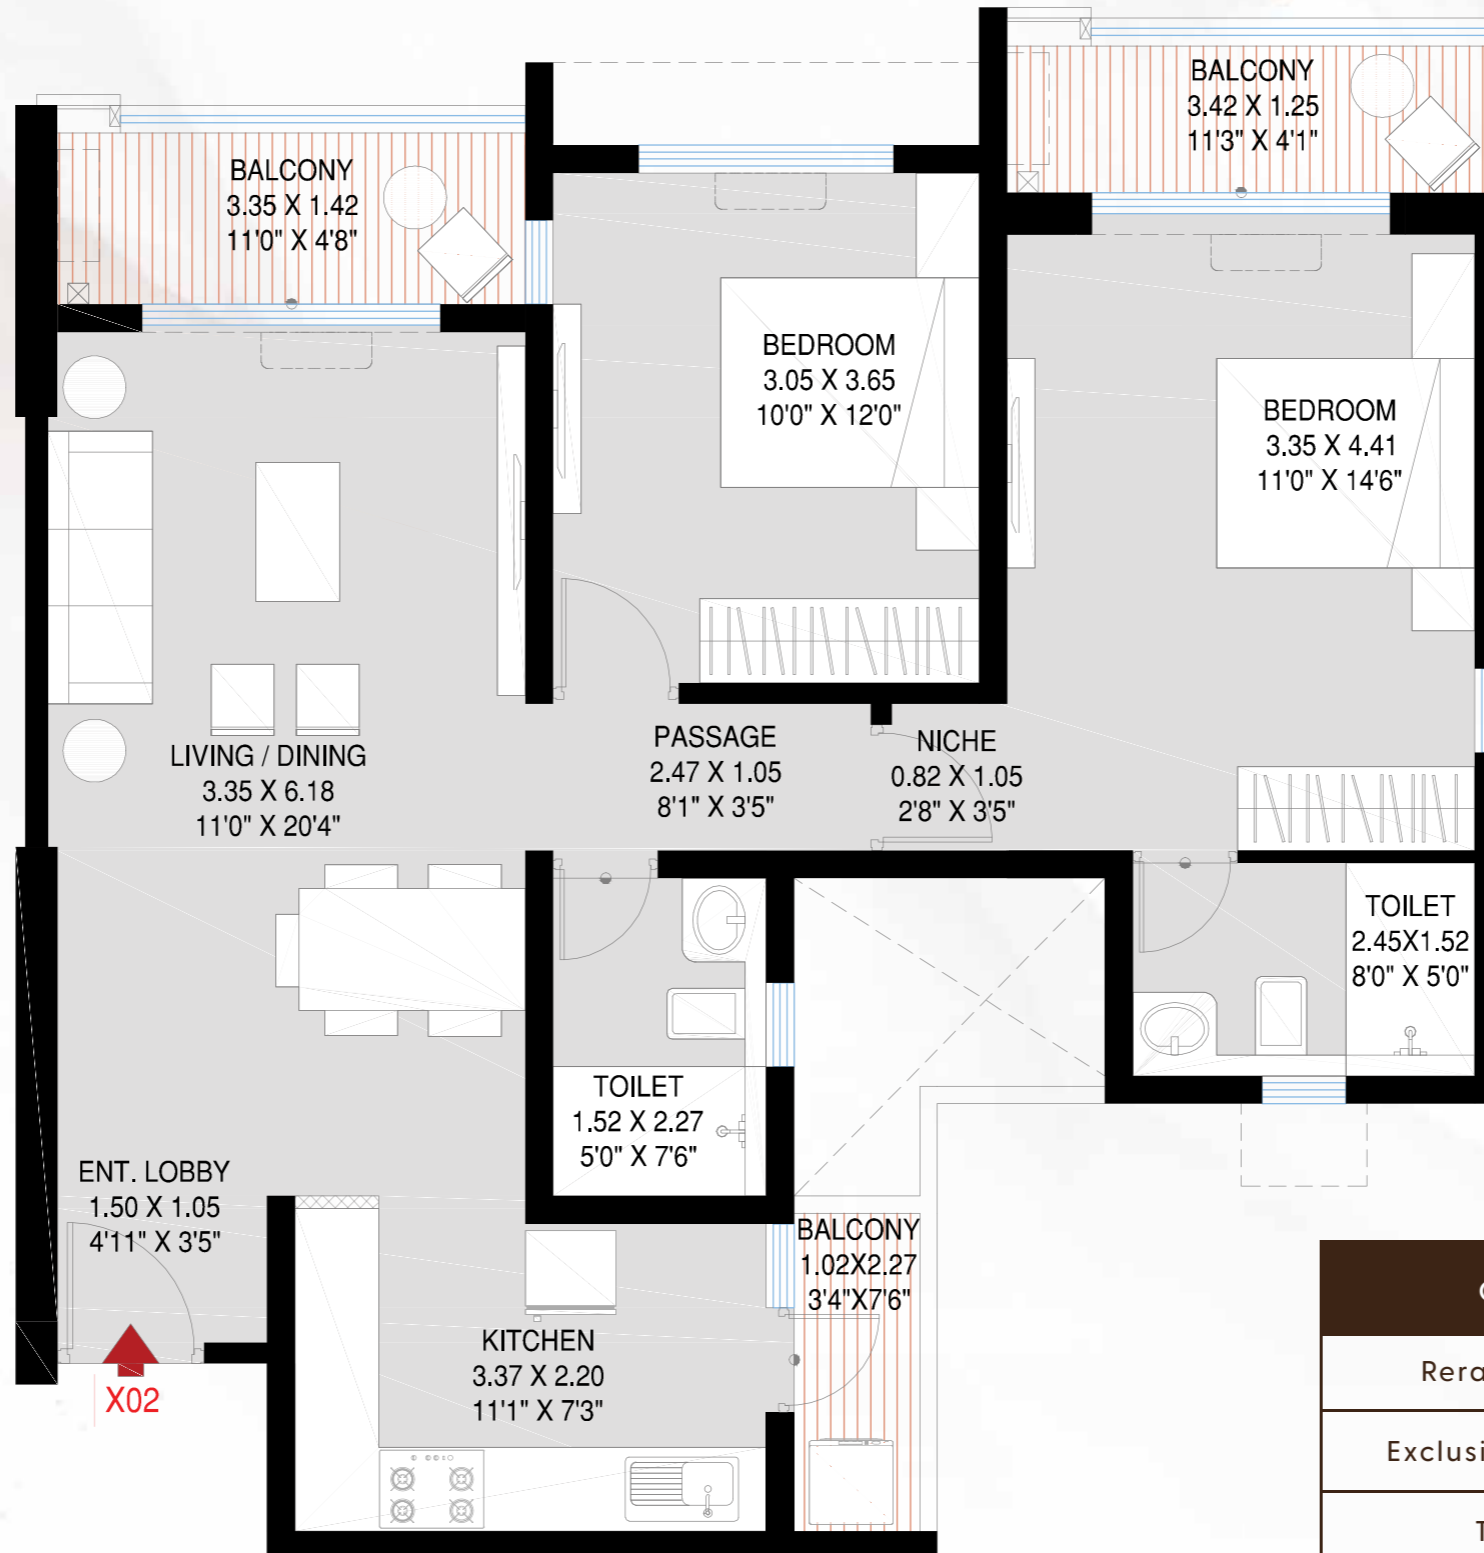 BALCONY
3.42 X 1.25
11'3" X 4'1"
BALCONY
3.35 X 1.42
11'0" X 4'8"
BEDROOM
3.05 X 3.65
10'0" X 12'0"
BEDROOM
3.35 X 4.41
11'0" X 14'6"
LIVING / DINING
3.35 X 6.18
11'0" X 20'4"
PASSAGE
2.47 X 1.05
8'1" X 3'5"
NICHE
0.82 X 1.05
2'8" X 3'5"
TOILET
2.45X1.52
8'0" X 5'0"
TOILET
1.52 X 2.27
5'0" X 7'6"
ENT. LOBBY
1.50 X 1.05
4'11" X 3'5"
BALCONY
1.02X2.27
3'4"X7'6"
KITCHEN
3.37 X 2.20
11'1" X 7'3"
X02
Rera
Exclusi